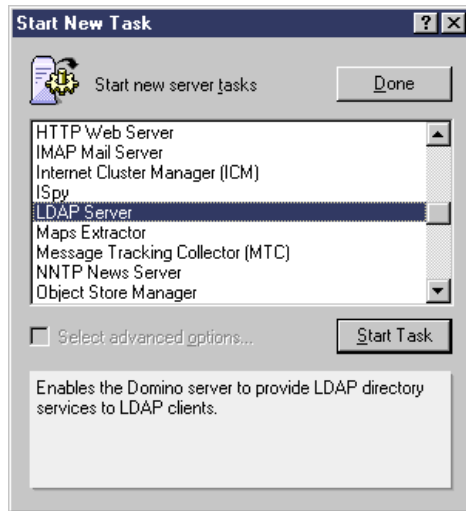 Start New Task
Start new server tasks
Done
HTTP Web Server
IMAP Mail Server
Internet Cluster Manager (ICM)
ISpy
LDAP Server
Maps Extractor
Message Tracking Collector (MTC)
NNTP News Server
Object Store Manager
Select advanced options...
Start Task
Enables the Domino server to provide LDAP directory
services to LDAP clients.